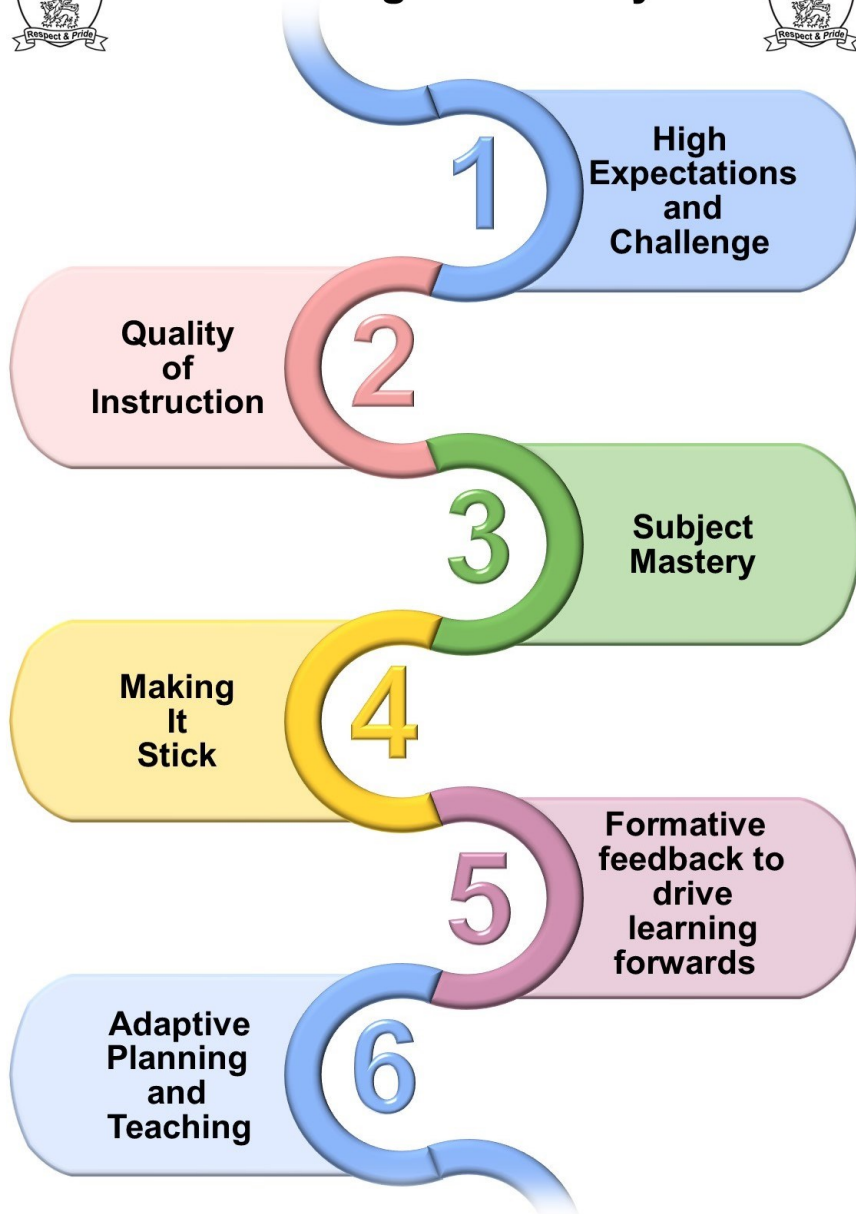 Respect & Pride
Respect & Pride
1
High
Expectations
and
Challenge
2
Quality
of
Instruction
3
Subject
Mastery
4
Making
It
Stick
5
Formative
feedback to
drive
learning
forwards
6
Adaptive
Planning
and
Teaching